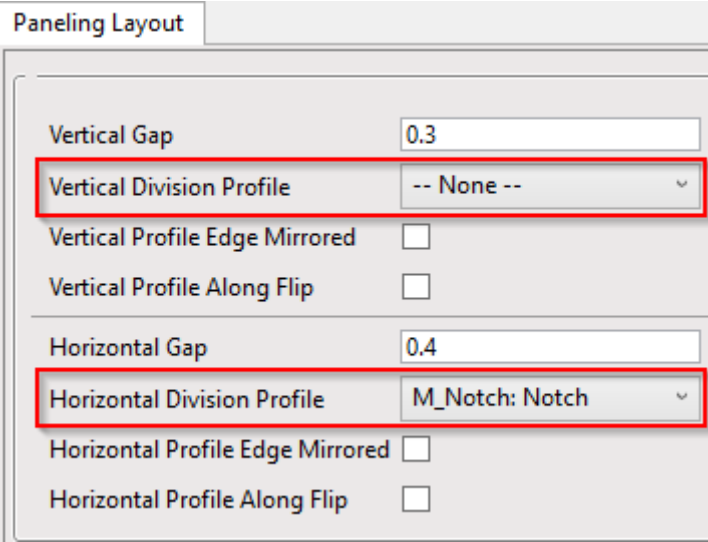 Paneling Layout
Vertical Gap 0.3
Vertical Division Profile -- None --
Vertical Profile Edge Mirrored
Vertical Profile Along Flip
Horizontal Gap 0.4
Horizontal Division Profile M_Notch: Notch
Horizontal Profile Edge Mirrored
Horizontal Profile Along Flip